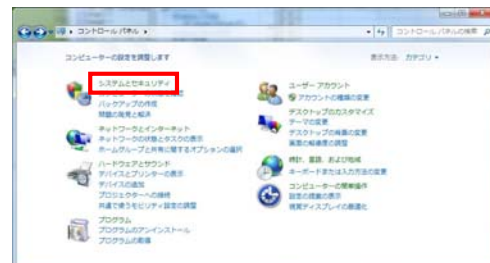 コントロール パネル
コントロール パネルの検索
コンピューターの設定を調整します
表示方法: カテゴリ
システムとセキュリティ
バックアップの作成
問題の発見と解決
ネットワークとインターネット
ネットワークの状態とタスクの表示
ホームグループと共有に関するオプションの選択
ハードウェアとサウンド
デバイスとプリンターの表示
デバイスの追加
プロジェクターへの接続
共通で使うモビリティ設定の調整
プログラム
プログラムのアンインストール
プログラムの取得
ユーザー アカウント
アカウントの種類の変更
デスクトップのカスタマイズ
テーマの変更
デスクトップの背景の変更
画面の解像度の調整
時計、言語、および地域
キーボードまたは入力方法の変更
コンピューターの簡単操作
設定の提案の表示
視覚ディスプレイの最適化